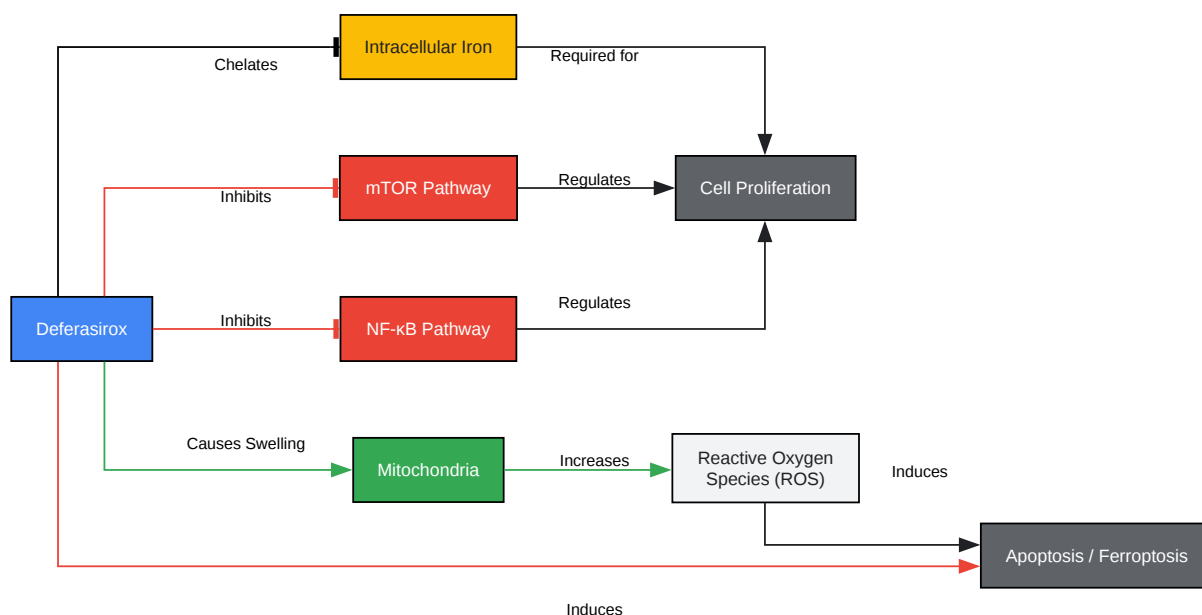 Intracellular Iron
Chelates
Required for
mTOR Pathway
Inhibits
Regulates
Cell Proliferation
Deferasirox
Inhibits
NF-κB Pathway
Regulates
Causes Swelling
Mitochondria
Increases
Reactive Oxygen
Species (ROS)
Induces
Apoptosis / Ferroptosis
Induces